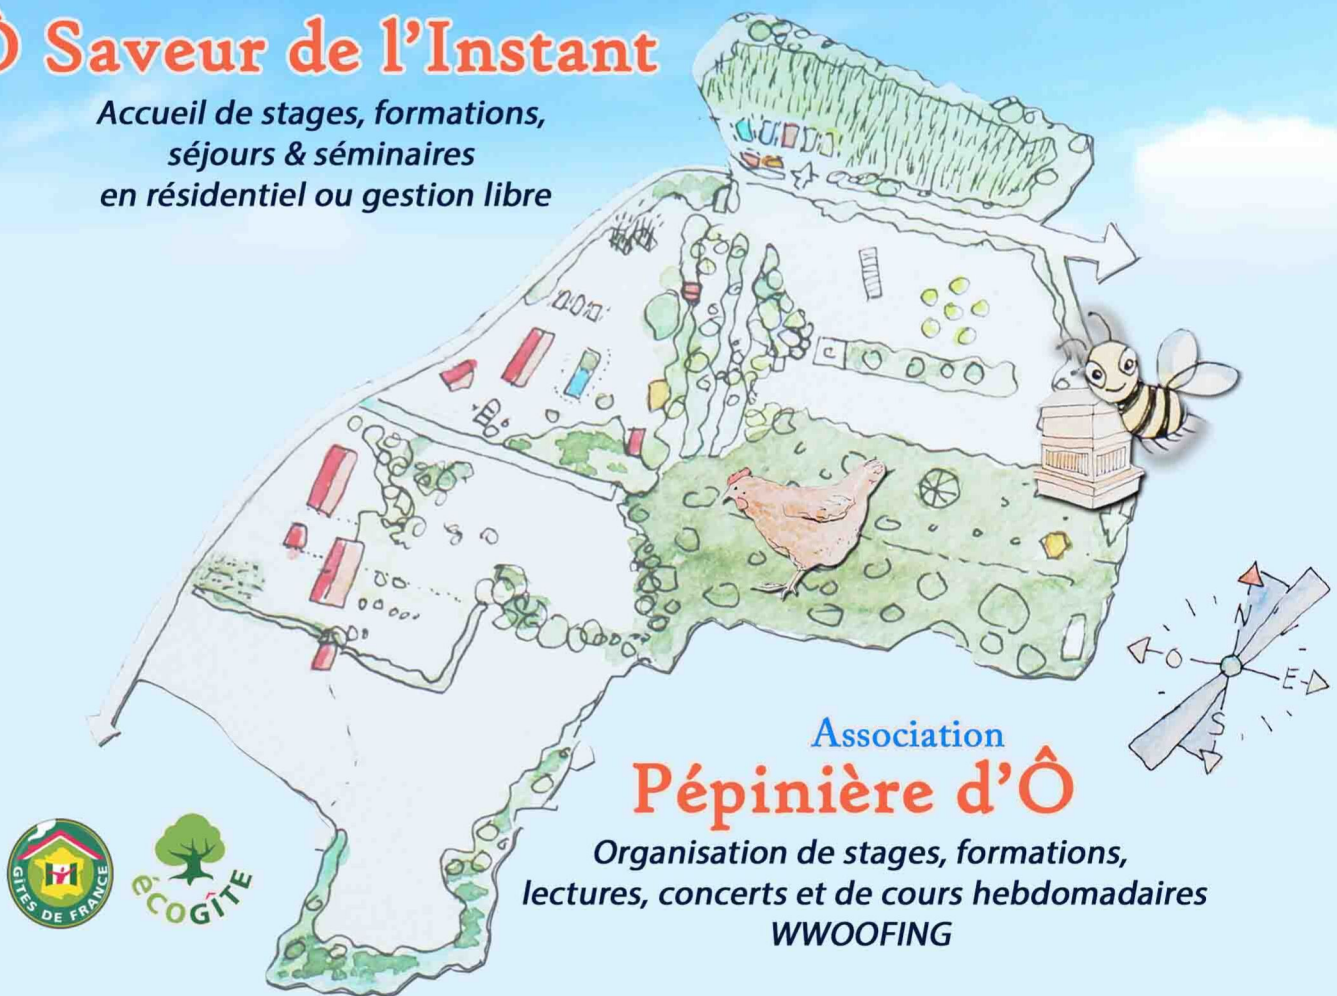 Ô Saveur de l'Instant
Accueil de stages, formations,
séjours & séminaires
en résidentiel ou gestion libre
C
N
O
E
S
Association
Pépinière d'Ô
Organisation de stages, formations,
lectures, concerts et de cours hebdomadaires
WWOOFING
GÎTES DE FRANCE
éCOGÎTE